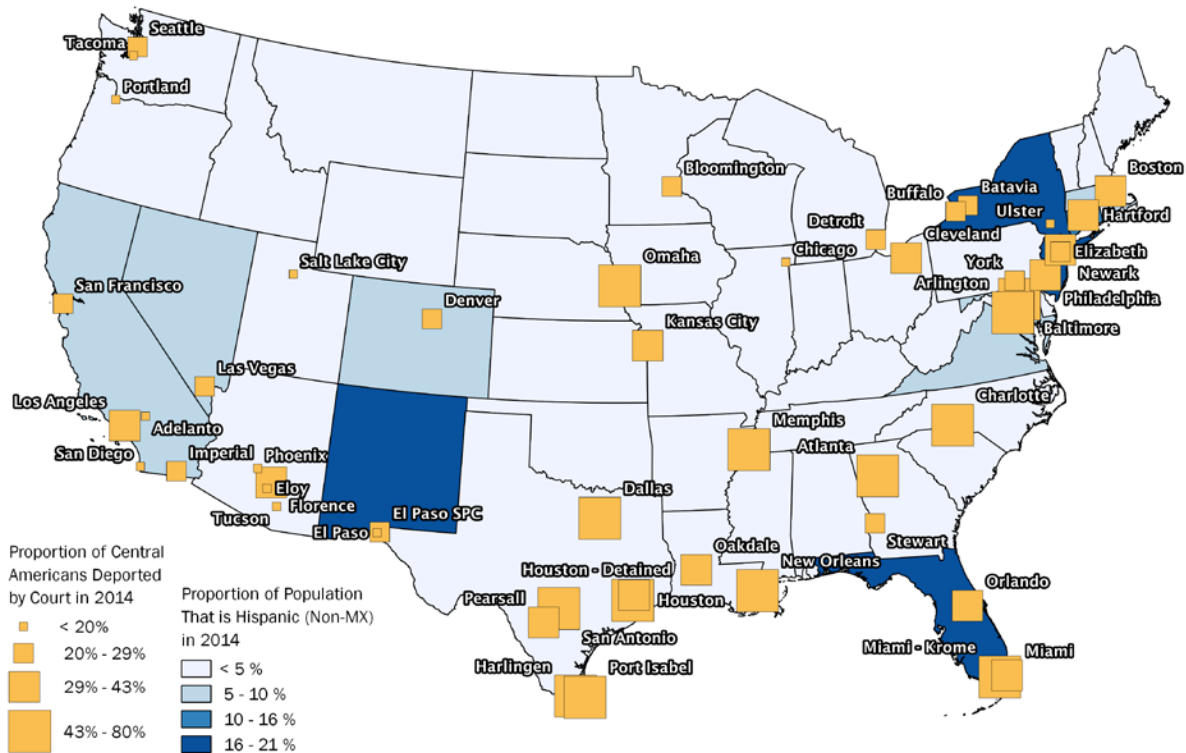 Seattle
Tacoma
Portland
Bloomington
Boston
Buffalo
Batavia
Ulster
Hartford
Detroit
Cleveland
Chicago
Omaha
Salt Lake City
Elizabeth
York
Newark
Arlington
San Francisco
Denver
Philadelphia
Kansas City
Baltimore
Las Vegas
Los Angeles
Charlotte
Memphis
Adelanto
Atlanta
San Diego
Imperial
Phoenix
Eloy
Dallas
Florence
Tucson
El Paso SPC
El Paso
Stewart
Oakdale
New Orleans
Houston - Detained
Orlando
Pearsall
Houston
San Antonio
Miami - Krome
Miami
Harlingen
Port Isabel
Proportion of Central
Americans Deported
by Court in 2014
< 20%
20% - 29%
29% - 43%
43% - 80%
Proportion of Population
That is Hispanic (Non-MX)
in 2014
< 5 %
5 - 10 %
10 - 16 %
16 - 21 %